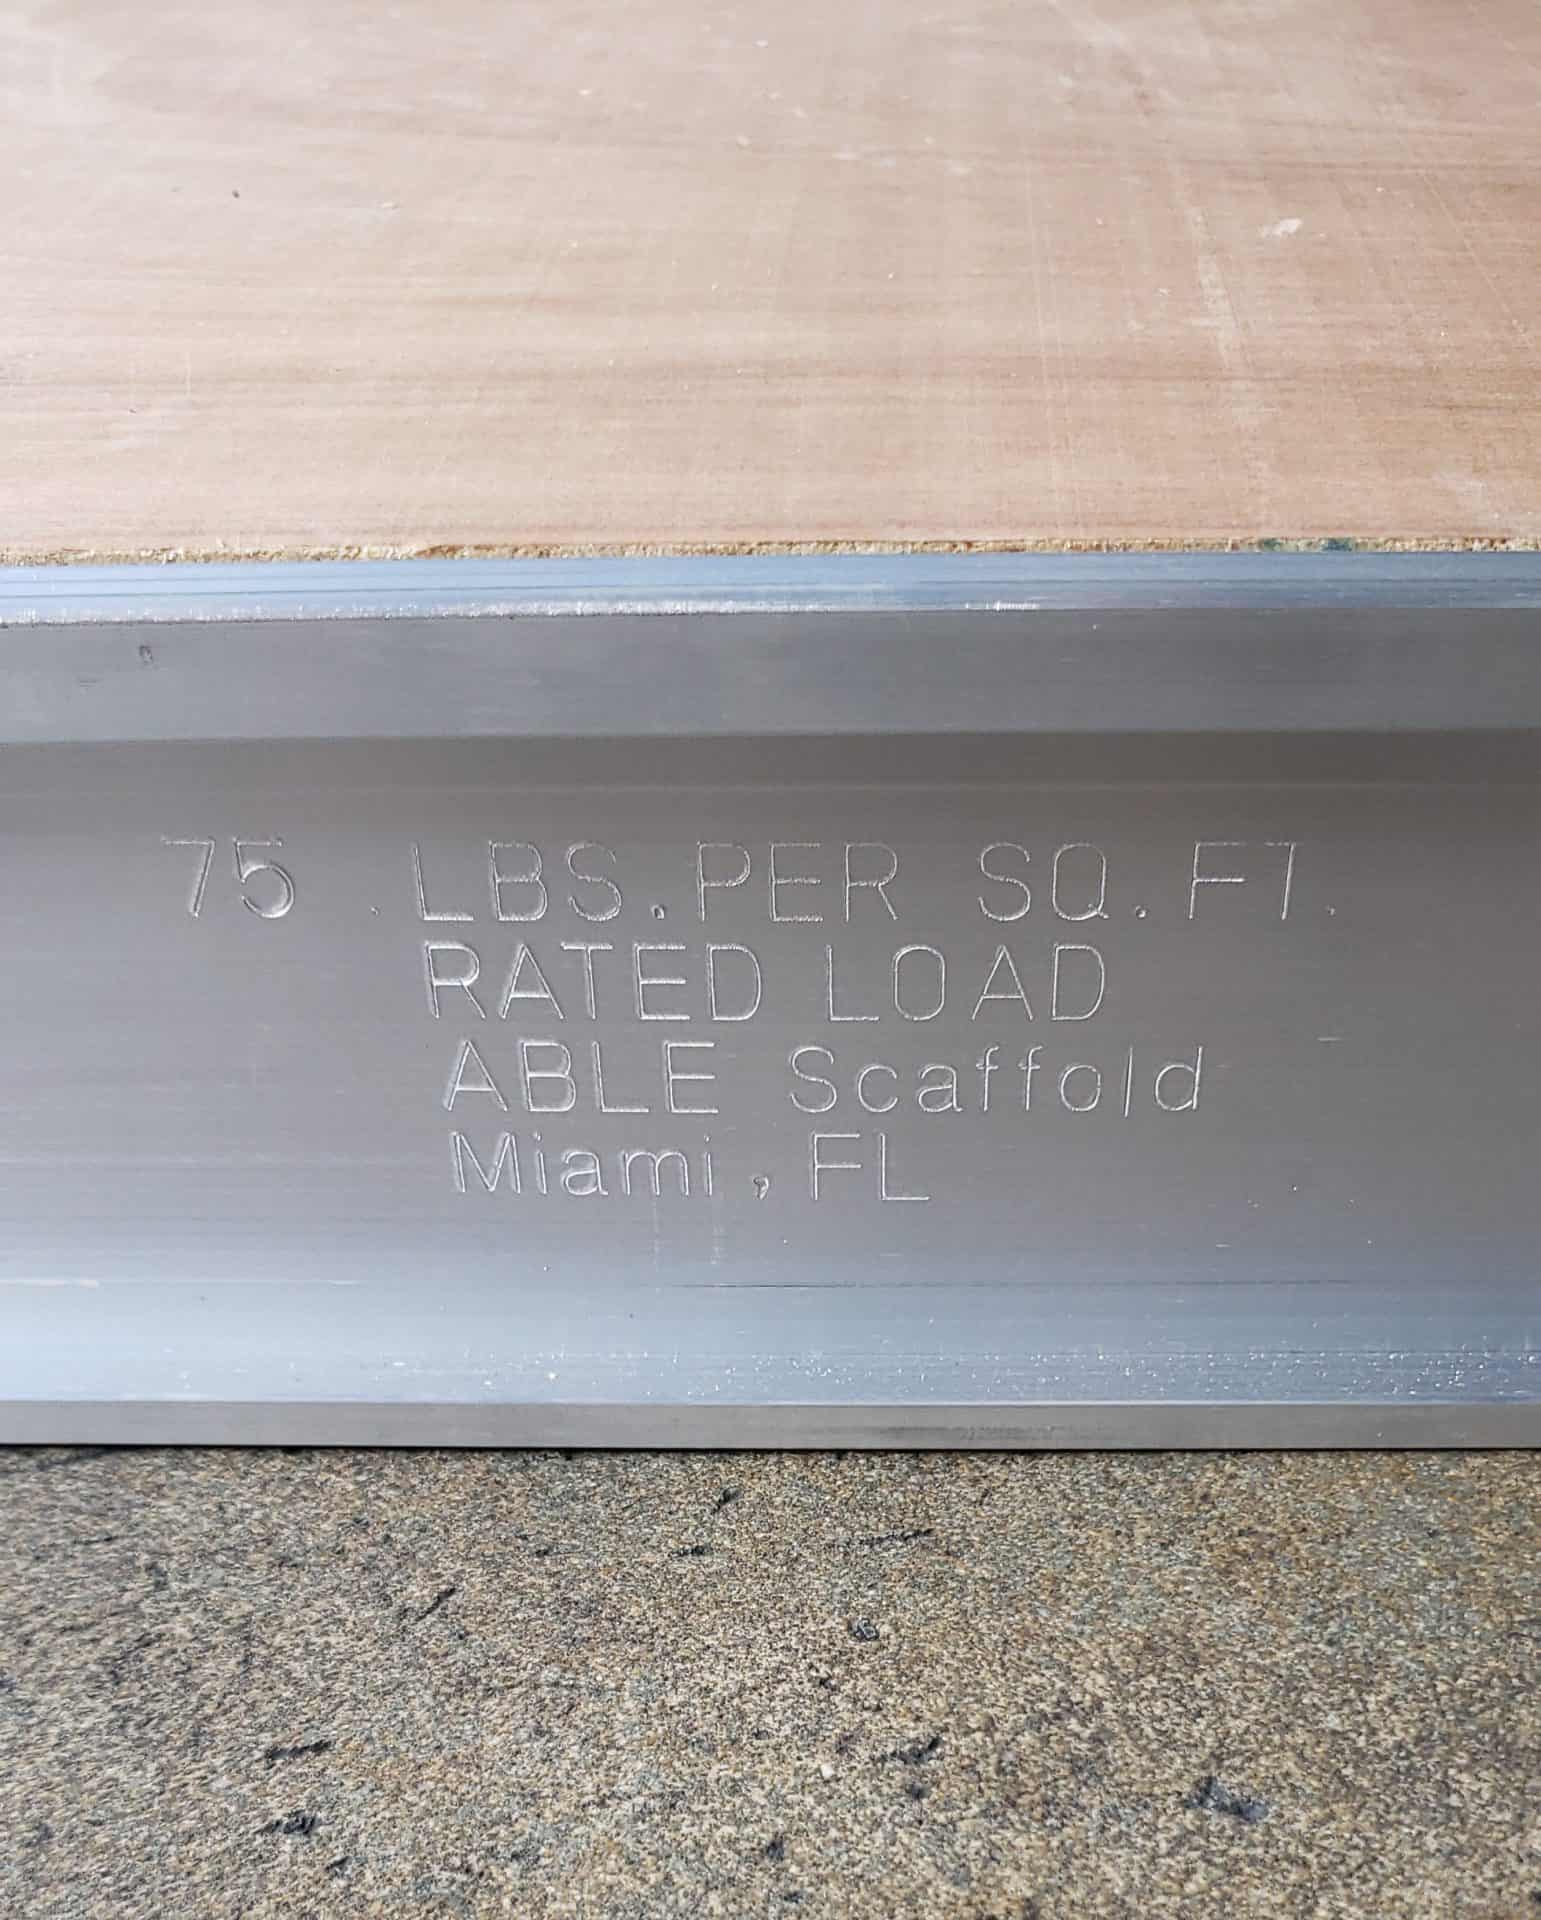 75 .LBS.PER SQ.FT.
RATED LOAD
ABLE Scaffold
Miami, FL